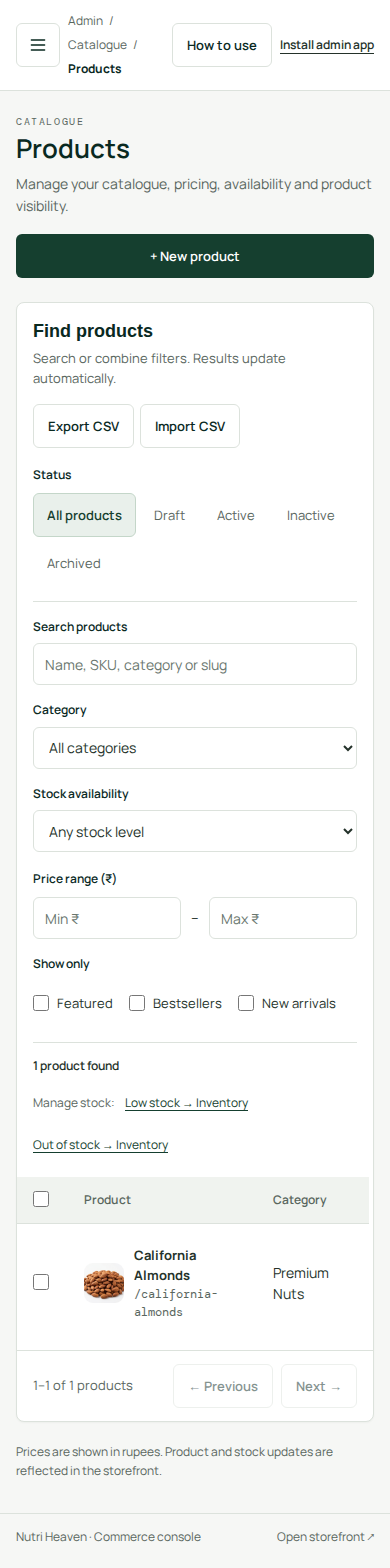 Admin /
Catalogue /
Products
How to use
Install admin app
CATALOGUE
Products
Manage your catalogue, pricing, availability and product
visibility.
+ New product
Find products
Search or combine filters. Results update
automatically.
Export CSV
Import CSV
Status
All products
Draft
Active
Inactive
Archived
Search products
Name, SKU, category or slug
Category
All categories
Stock availability
Any stock level
Price range (₹)
Min ₹
–
Max ₹
Show only
Featured
Bestsellers
New arrivals
1 product found
Manage stock:
Low stock → Inventory
Out of stock → Inventory
Product
Category
California
Almonds
/california-
almonds
Premium
Nuts
1–1 of 1 products
← Previous
Next →
Prices are shown in rupees. Product and stock updates are
reflected in the storefront.
Nutri Heaven · Commerce console
Open storefront ↗